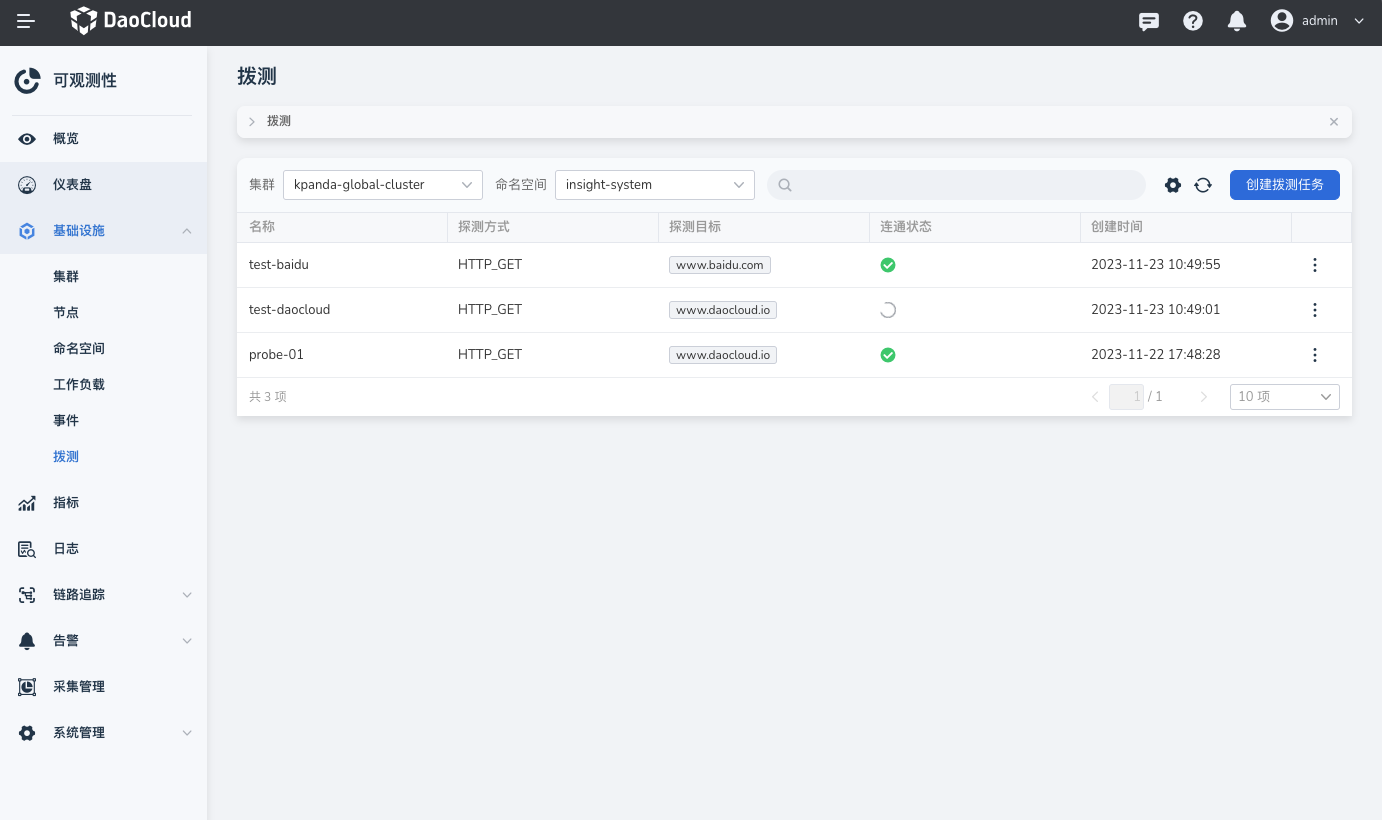 DaoCloud
admin
可观测性
概览
仪表盘
基础设施
集群
节点
命名空间
工作负载
事件
拨测
指标
日志
链路追踪
告警
采集管理
系统管理
拨测
拨测
集群 kpanda-global-cluster 命名空间 insight-system 创建拨测任务
名称 探测方式 探测目标 连通状态 创建时间
test-baidu HTTP_GET www.baidu.com 2023-11-23 10:49:55
test-daocloud HTTP_GET www.daocloud.io 2023-11-23 10:49:01
probe-01 HTTP_GET www.daocloud.io 2023-11-22 17:48:28
共 3 项 1 / 1 10 项